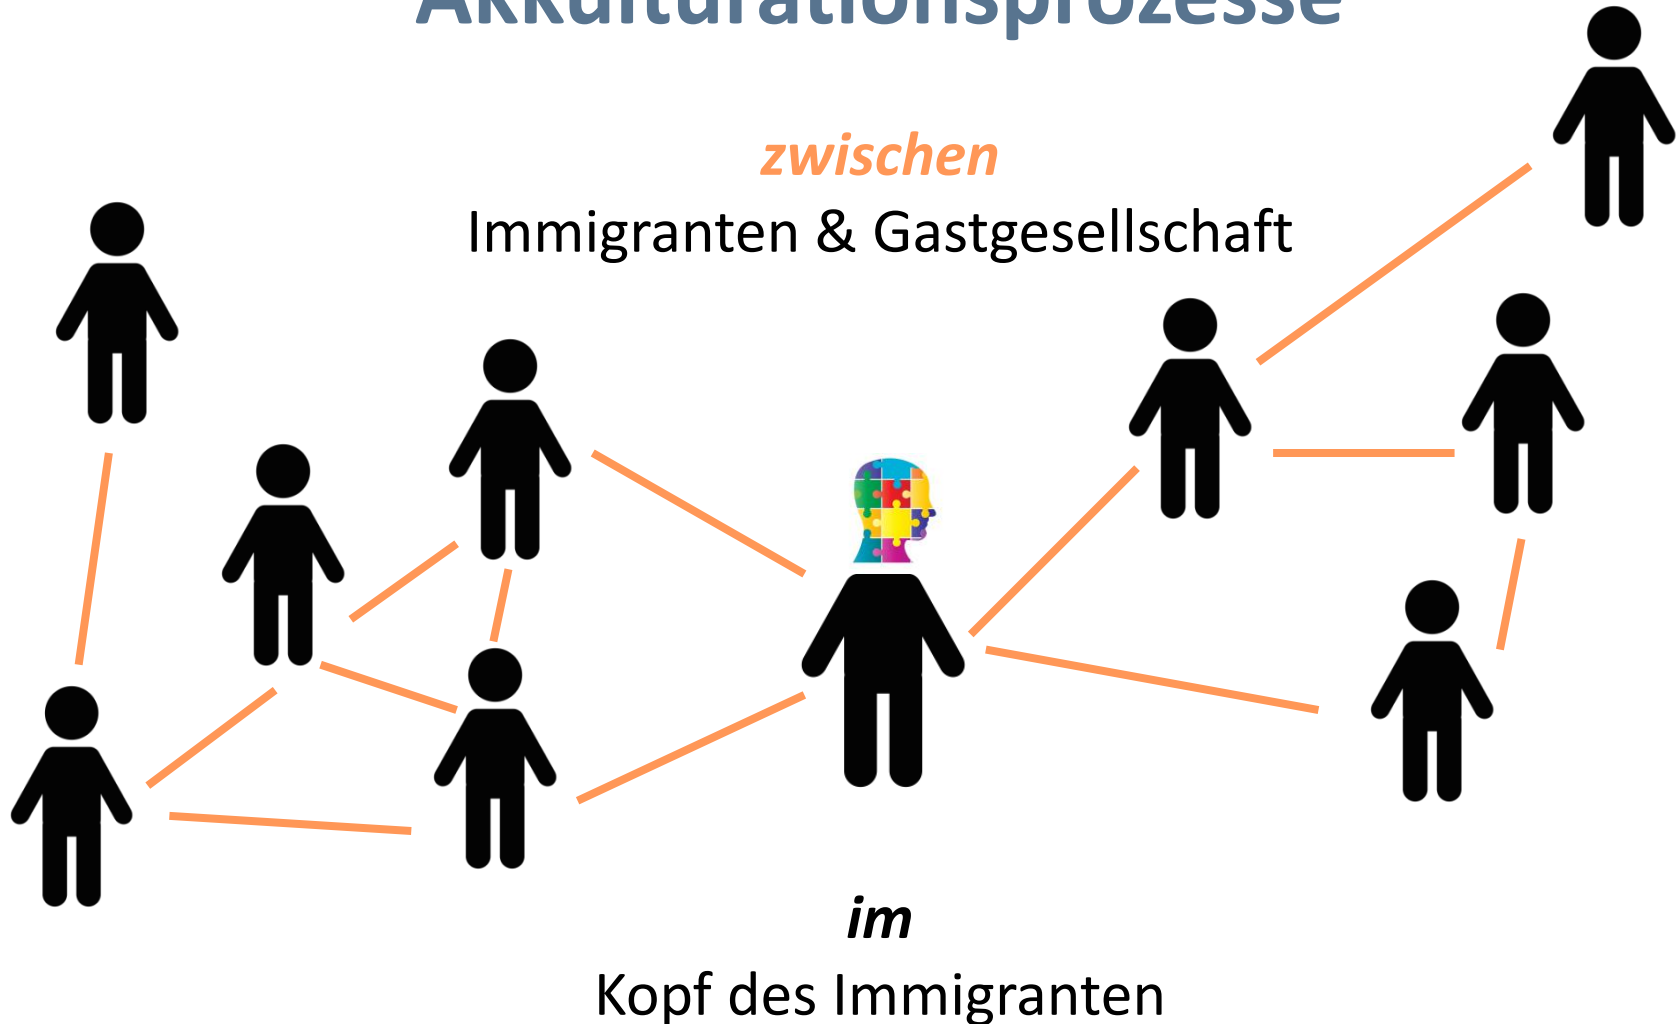 Akkulturationsprozesse
zwischen
Immigranten & Gastgesellschaft
im
Kopf des Immigranten